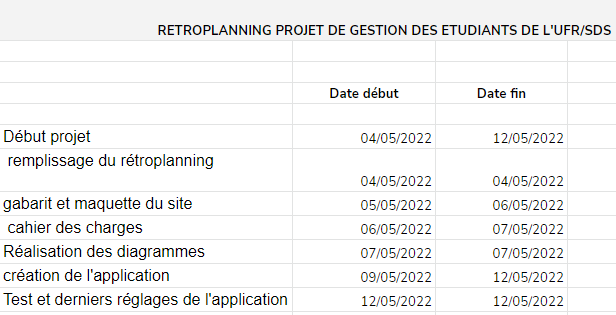 RETROPLANNING PROJET DE GESTION DES ETUDIANTS DE L'UFR/SDS
Date début Date fin
Début projet 04/05/2022 12/05/2022
remplissage du rétroplanning 04/05/2022 04/05/2022
gabarit et maquette du site 05/05/2022 06/05/2022
cahier des charges 06/05/2022 07/05/2022
Réalisation des diagrammes 07/05/2022 07/05/2022
création de l'application 09/05/2022 12/05/2022
Test et derniers réglages de l'application 12/05/2022 12/05/2022